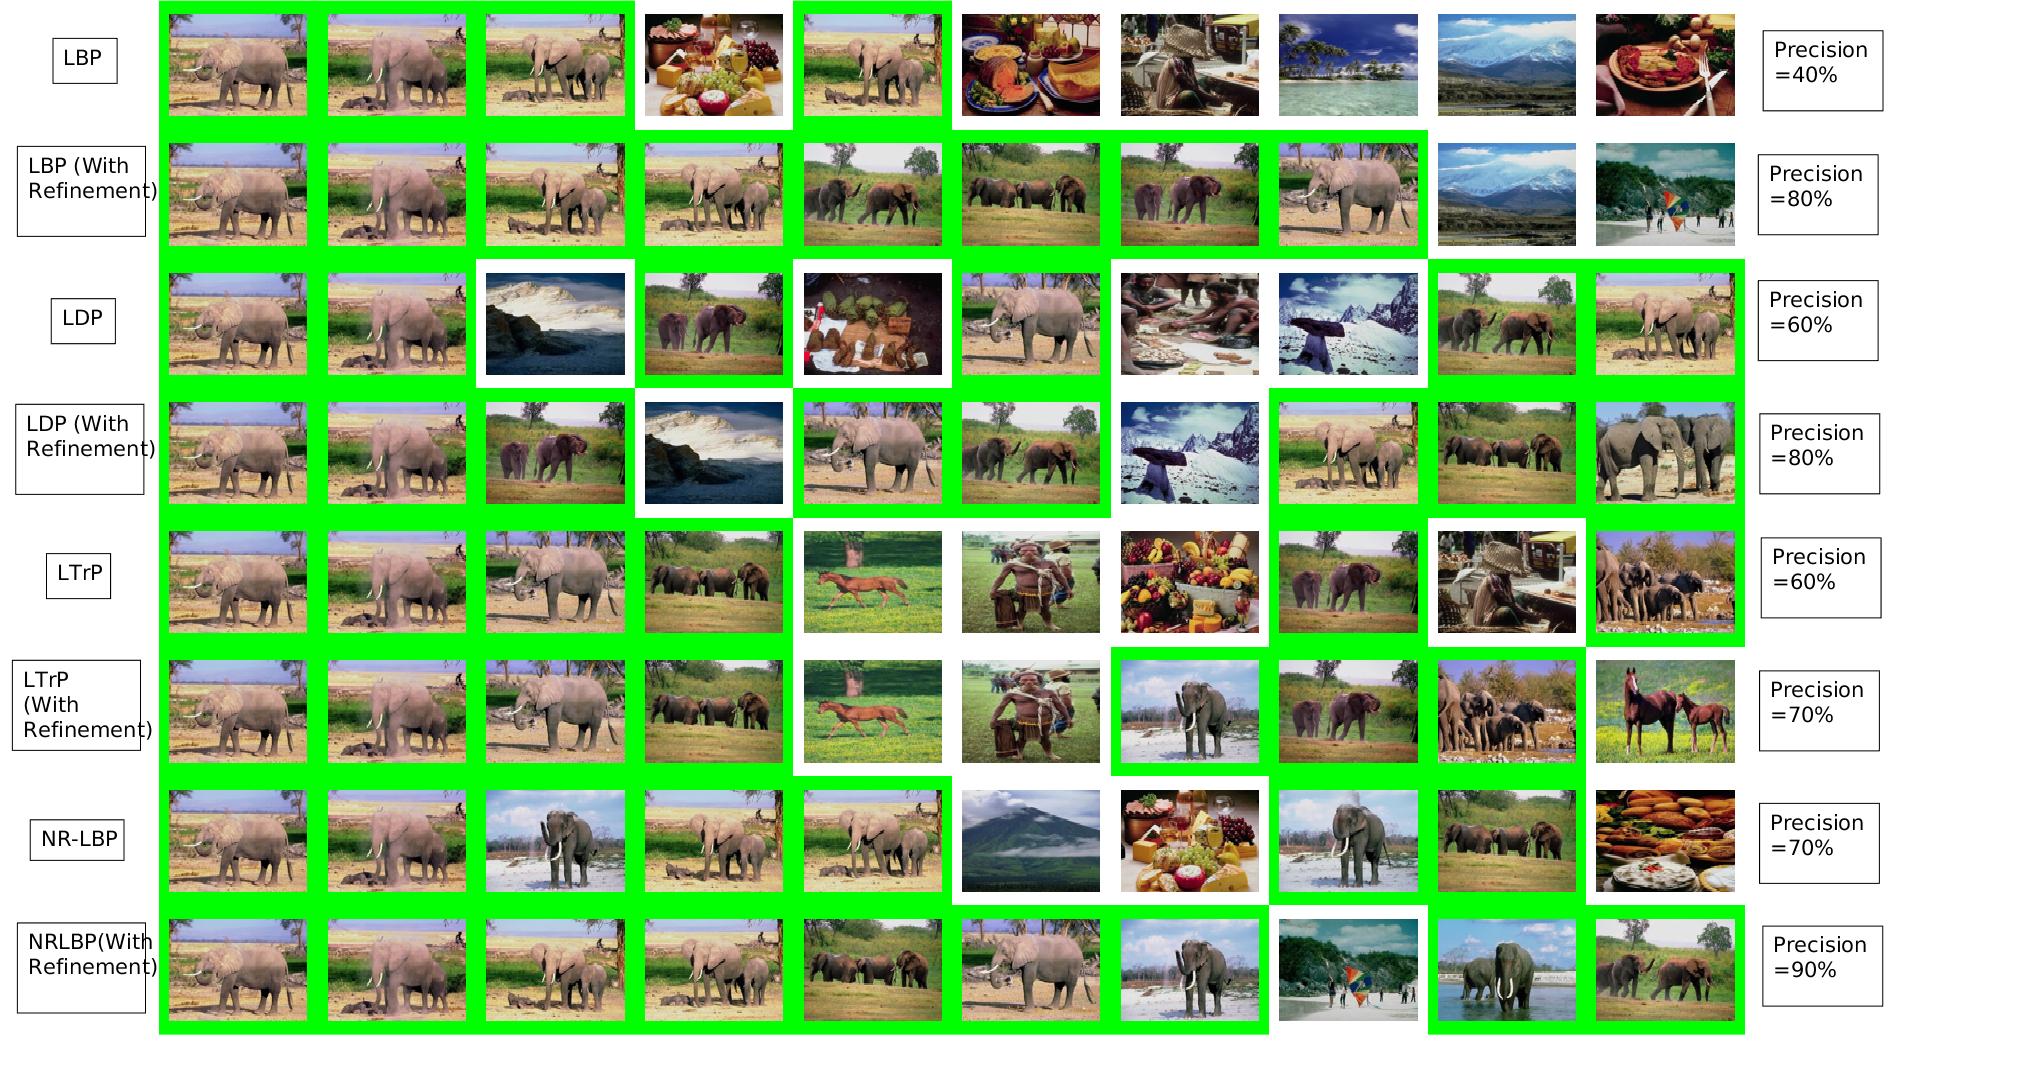 LBP
Precision
=40%
LBP (With
Refinement)
Precision
=80%
LDP
Precision
=60%
LDP (With
Refinement)
Precision
=80%
LTrP
Precision
=60%
LTrP
(With
Refinement)
Precision
=70%
NR-LBP
Precision
=70%
NRLBP(With
Refinement)
Precision
=90%